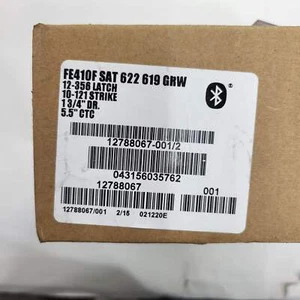 FE410F SAT 622 619 GRW
12-356 LATCH
10-121 STRIKE
1 3/4" DR.
5.5" CTC
12788067-001/2
043156035762
12788067 001
12788067/001 2/15 021220E